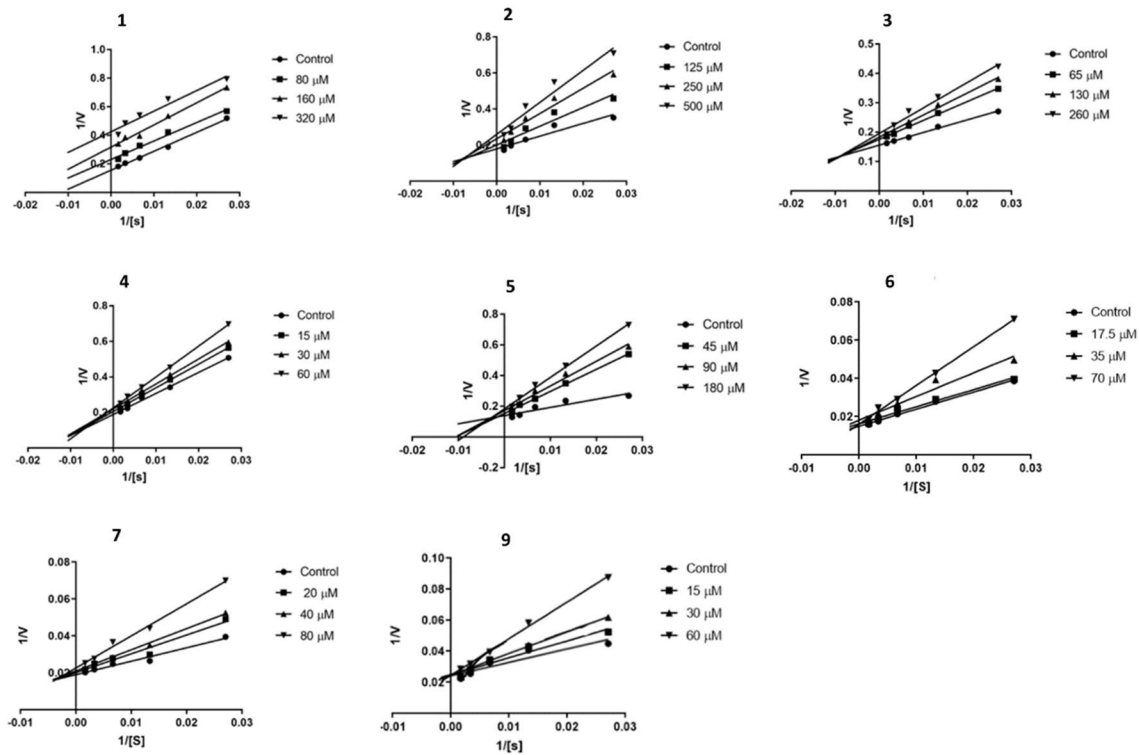 1
1.0
0.8
0.6
0.4
0.2
1/V
-0.02 -0.01 0.00 0.01 0.02 0.03
1/[s]
Control
80 µM
160 µM
320 µM
2
0.8
0.6
0.4
0.2
1/V
-0.02 -0.01 0.00 0.01 0.02 0.03
1/[s]
Control
125 µM
250 µM
500 µM
3
0.5
0.4
0.3
0.2
0.1
1/V
-0.02 -0.01 0.00 0.01 0.02 0.03
1/[s]
Control
65 µM
130 µM
260 µM
4
0.8
0.6
0.4
0.2
1/V
-0.02 -0.01 0.00 0.01 0.02 0.03
1/[s]
Control
15 µM
30 µM
60 µM
5
0.8
0.6
0.4
0.2
-0.2
1/V
-0.02 -0.01 0.00 0.01 0.02 0.03
1/[s]
Control
45 µM
90 µM
180 µM
6
0.08
0.06
0.04
0.02
1/V
-0.01 0.00 0.01 0.02 0.03
1/[S]
Control
17.5 µM
35 µM
70 µM
7
0.08
0.06
0.04
0.02
1/V
-0.01 0.00 0.01 0.02 0.03
1/[S]
Control
20 µM
40 µM
80 µM
9
0.10
0.08
0.06
0.04
0.02
1/V
-0.01 0.00 0.01 0.02 0.03
1/[s]
Control
15 µM
30 µM
60 µM